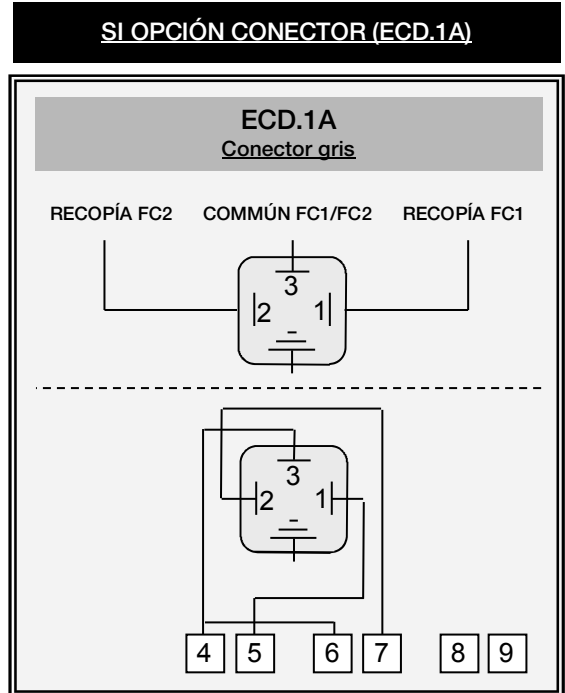 SI OPCIÓN CONECTOR (ECD.1A)
ECD.1A
Conector gris
RECOPÍA FC2 COMMÚN FC1/FC2 RECOPÍA FC1
3
2 1
3
2 1
4 5 6 7 8 9